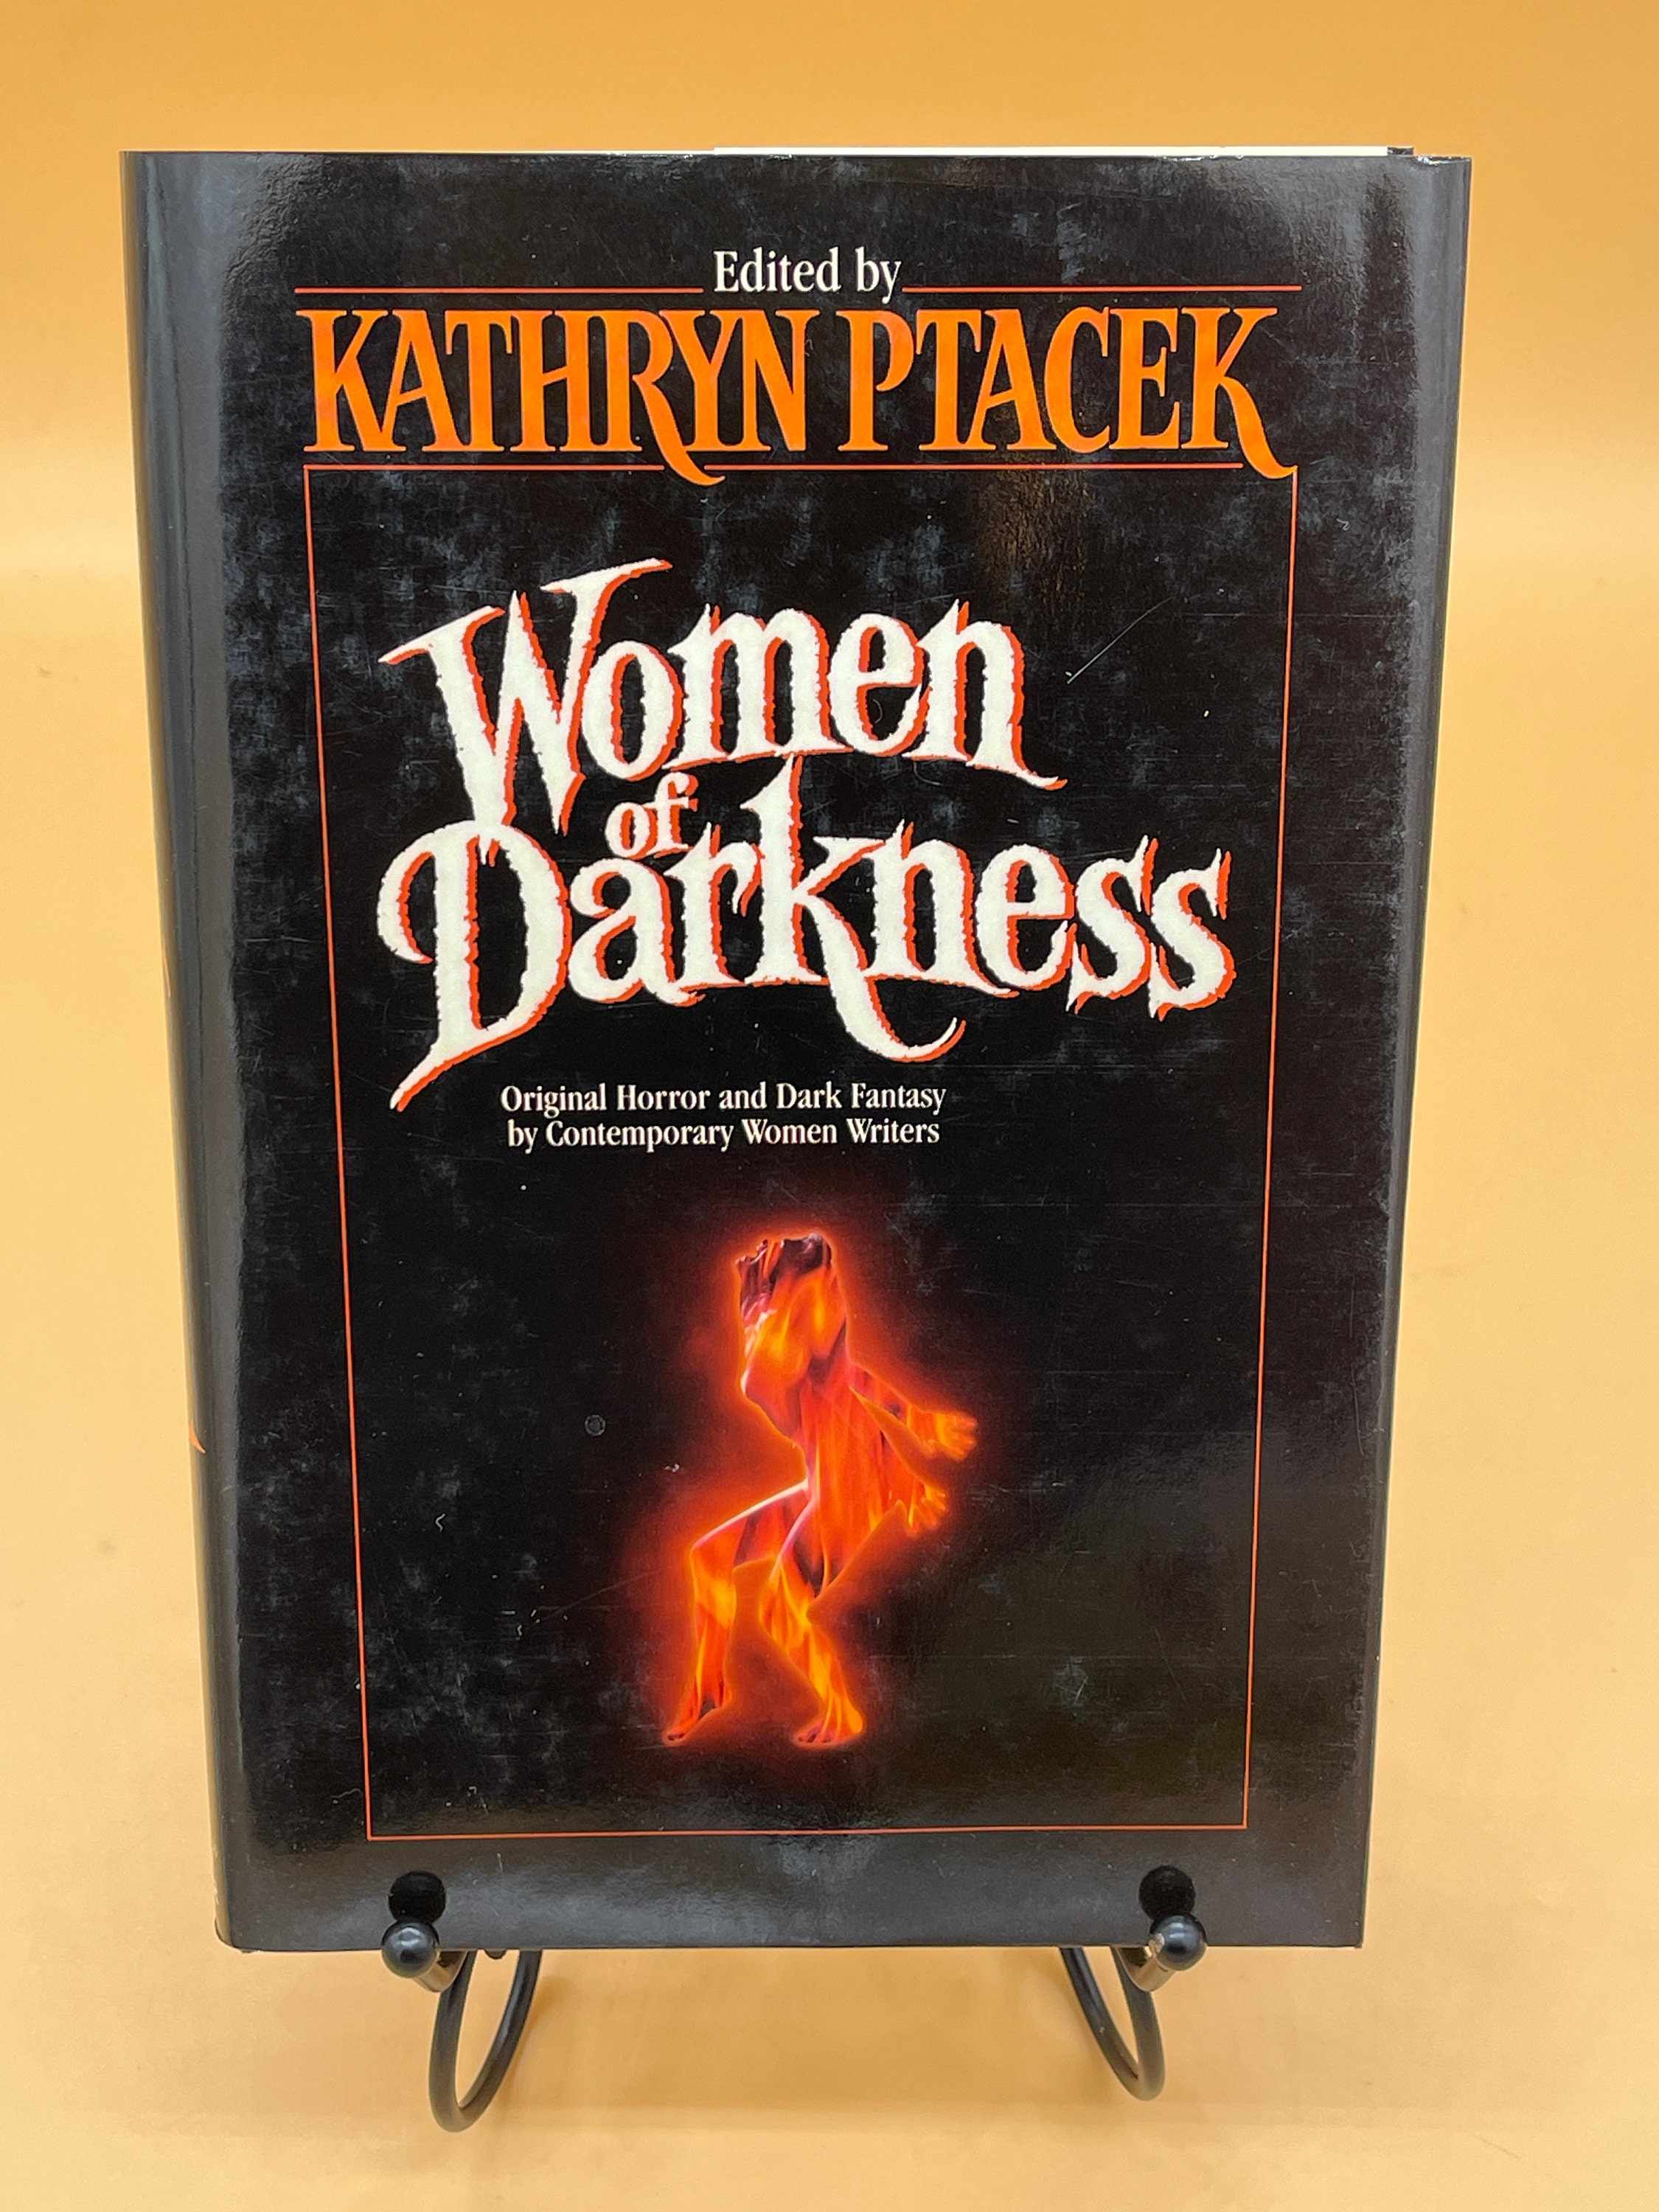 Edited by
KATHRYN PTACEK
Women
of
Darkness
Original Horror and Dark Fantasy
by Contemporary Women Writers